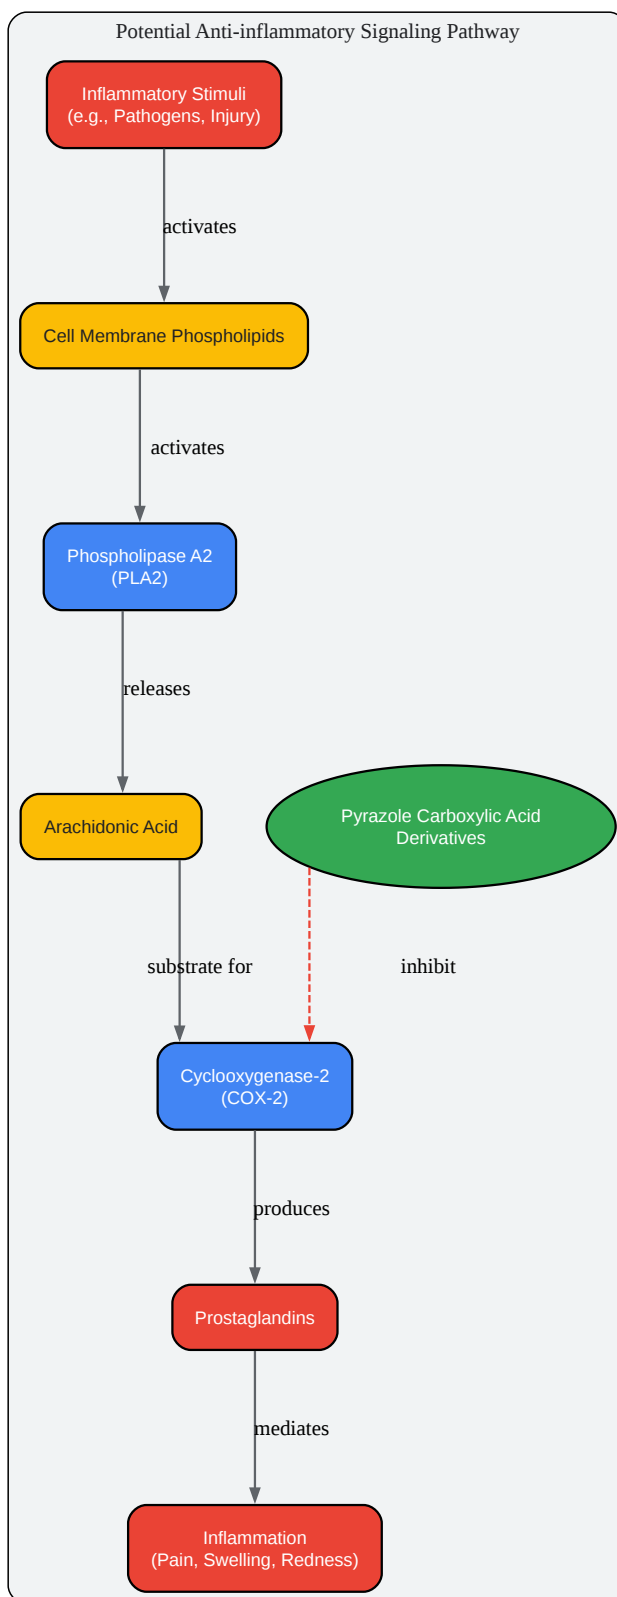 Potential Anti-inflammatory Signaling Pathway
Inflammatory Stimuli
(e.g., Pathogens, Injury)
activates
Cell Membrane Phospholipids
activates
Phospholipase A2
(PLA2)
releases
Arachidonic Acid
Pyrazole Carboxylic Acid
Derivatives
substrate for
inhibit
Cyclooxygenase-2
(COX-2)
produces
Prostaglandins
mediates
Inflammation
(Pain, Swelling, Redness)